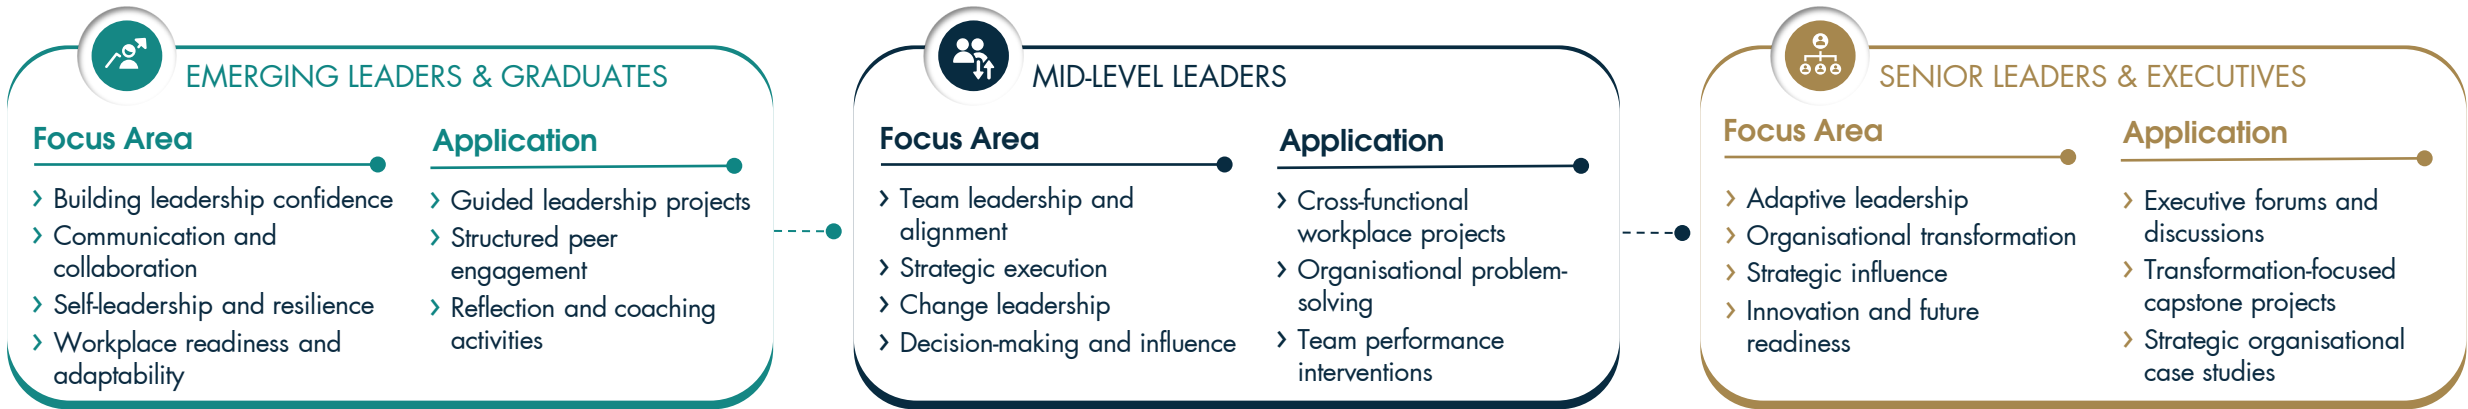 EMERGING LEADERS & GRADUATES
Focus Area
Building leadership confidence
Communication and
collaboration
Self-leadership and resilience
Workplace readiness and
adaptability
Application
Guided leadership projects
Structured peer
engagement
Reflection and coaching
activities
MID-LEVEL LEADERS
Focus Area
Team leadership and
alignment
Strategic execution
Change leadership
Decision-making and influence
Application
Cross-functional
workplace projects
Organisational problem-
solving
Team performance
interventions
SENIOR LEADERS & EXECUTIVES
Focus Area
Adaptive leadership
Organisational transformation
Strategic influence
Innovation and future
readiness
Application
Executive forums and
discussions
Transformation-focused
capstone projects
Strategic organisational
case studies